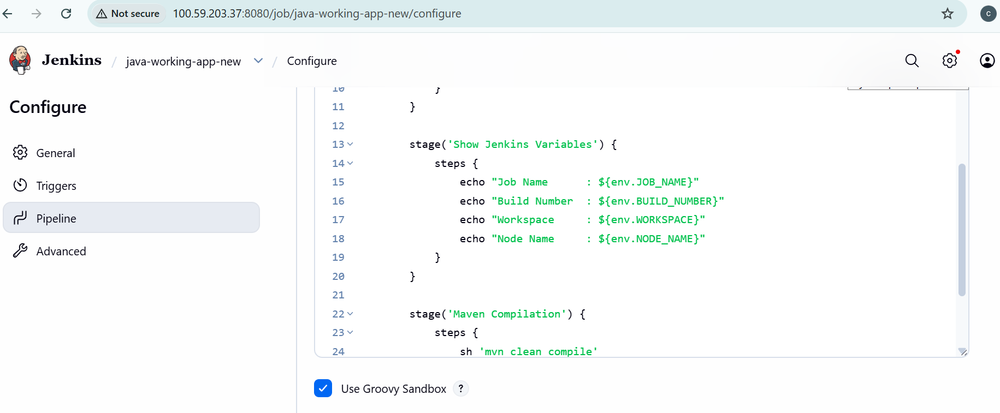 Not secure 100.59.203.37:8080/job/java-working-app-new/configure c
Jenkins / java-working-app-new / Configure
Configure
General
Triggers
Pipeline
Advanced
10 }
11 }
12
13 stage('Show Jenkins Variables') {
14 steps {
15 echo "Job Name      : ${env.JOB_NAME}"
16 echo "Build Number  : ${env.BUILD_NUMBER}"
17 echo "Workspace     : ${env.WORKSPACE}"
18 echo "Node Name     : ${env.NODE_NAME}"
19 }
20 }
21
22 stage('Maven Compilation') {
23 steps {
24 sh 'mvn clean compile'
Use Groovy Sandbox ?